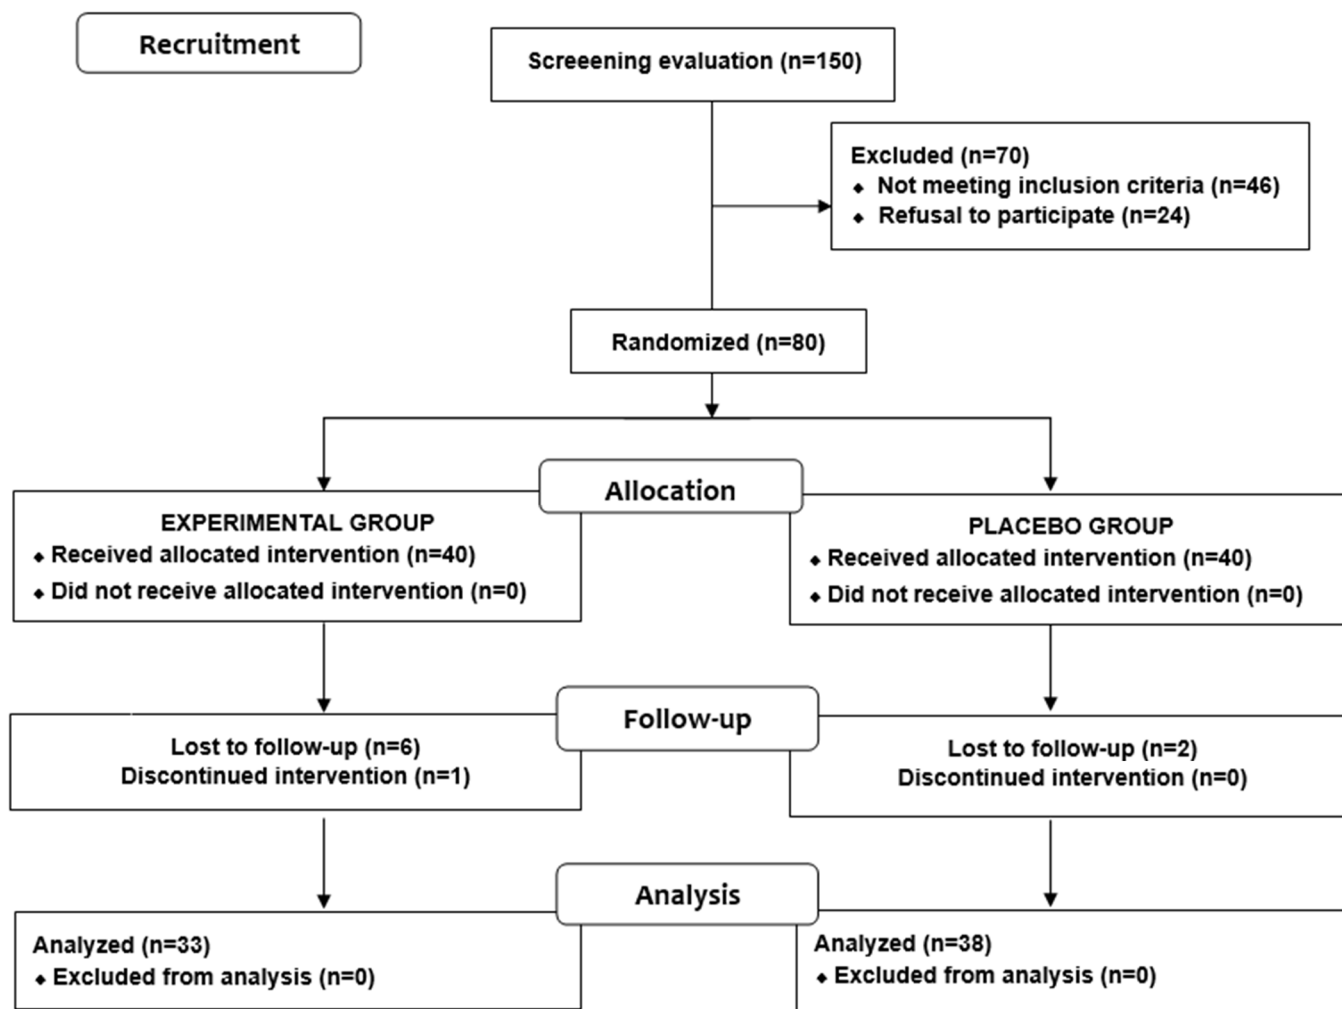 Recruitment
Screeening evaluation (n=150)
Excluded (n=70)
◆ Not meeting inclusion criteria (n=46)
◆ Refusal to participate (n=24)
Randomized (n=80)
Allocation
EXPERIMENTAL GROUP
◆ Received allocated intervention (n=40)
◆ Did not receive allocated intervention (n=0)
PLACEBO GROUP
◆ Received allocated intervention (n=40)
◆ Did not receive allocated intervention (n=0)
Follow-up
Lost to follow-up (n=6)
Discontinued intervention (n=1)
Lost to follow-up (n=2)
Discontinued intervention (n=0)
Analysis
Analyzed (n=33)
◆ Excluded from analysis (n=0)
Analyzed (n=38)
◆ Excluded from analysis (n=0)